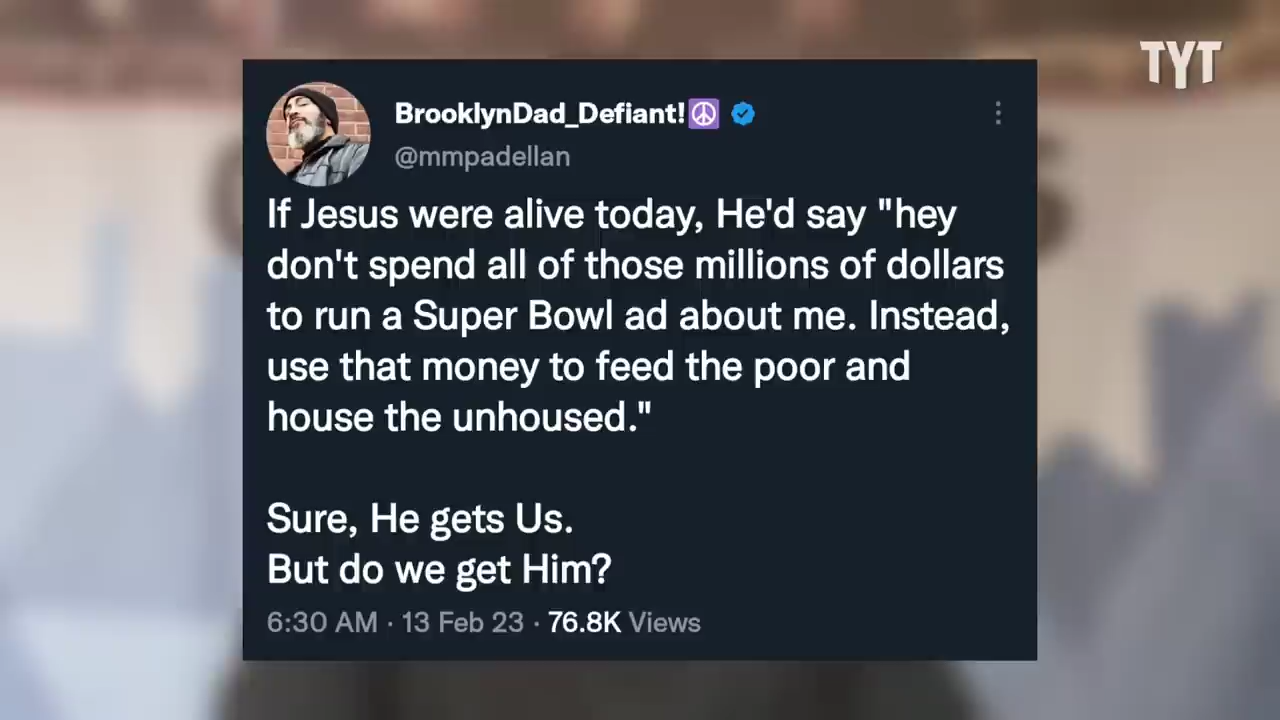 TYT
BrooklynDad_Defiant!☮
@mmpadellan
If Jesus were alive today, He'd say "hey
don't spend all of those millions of dollars
to run a Super Bowl ad about me. Instead,
use that money to feed the poor and
house the unhoused."
Sure, He gets Us.
But do we get Him?
6:30 AM · 13 Feb 23 · 76.8K Views